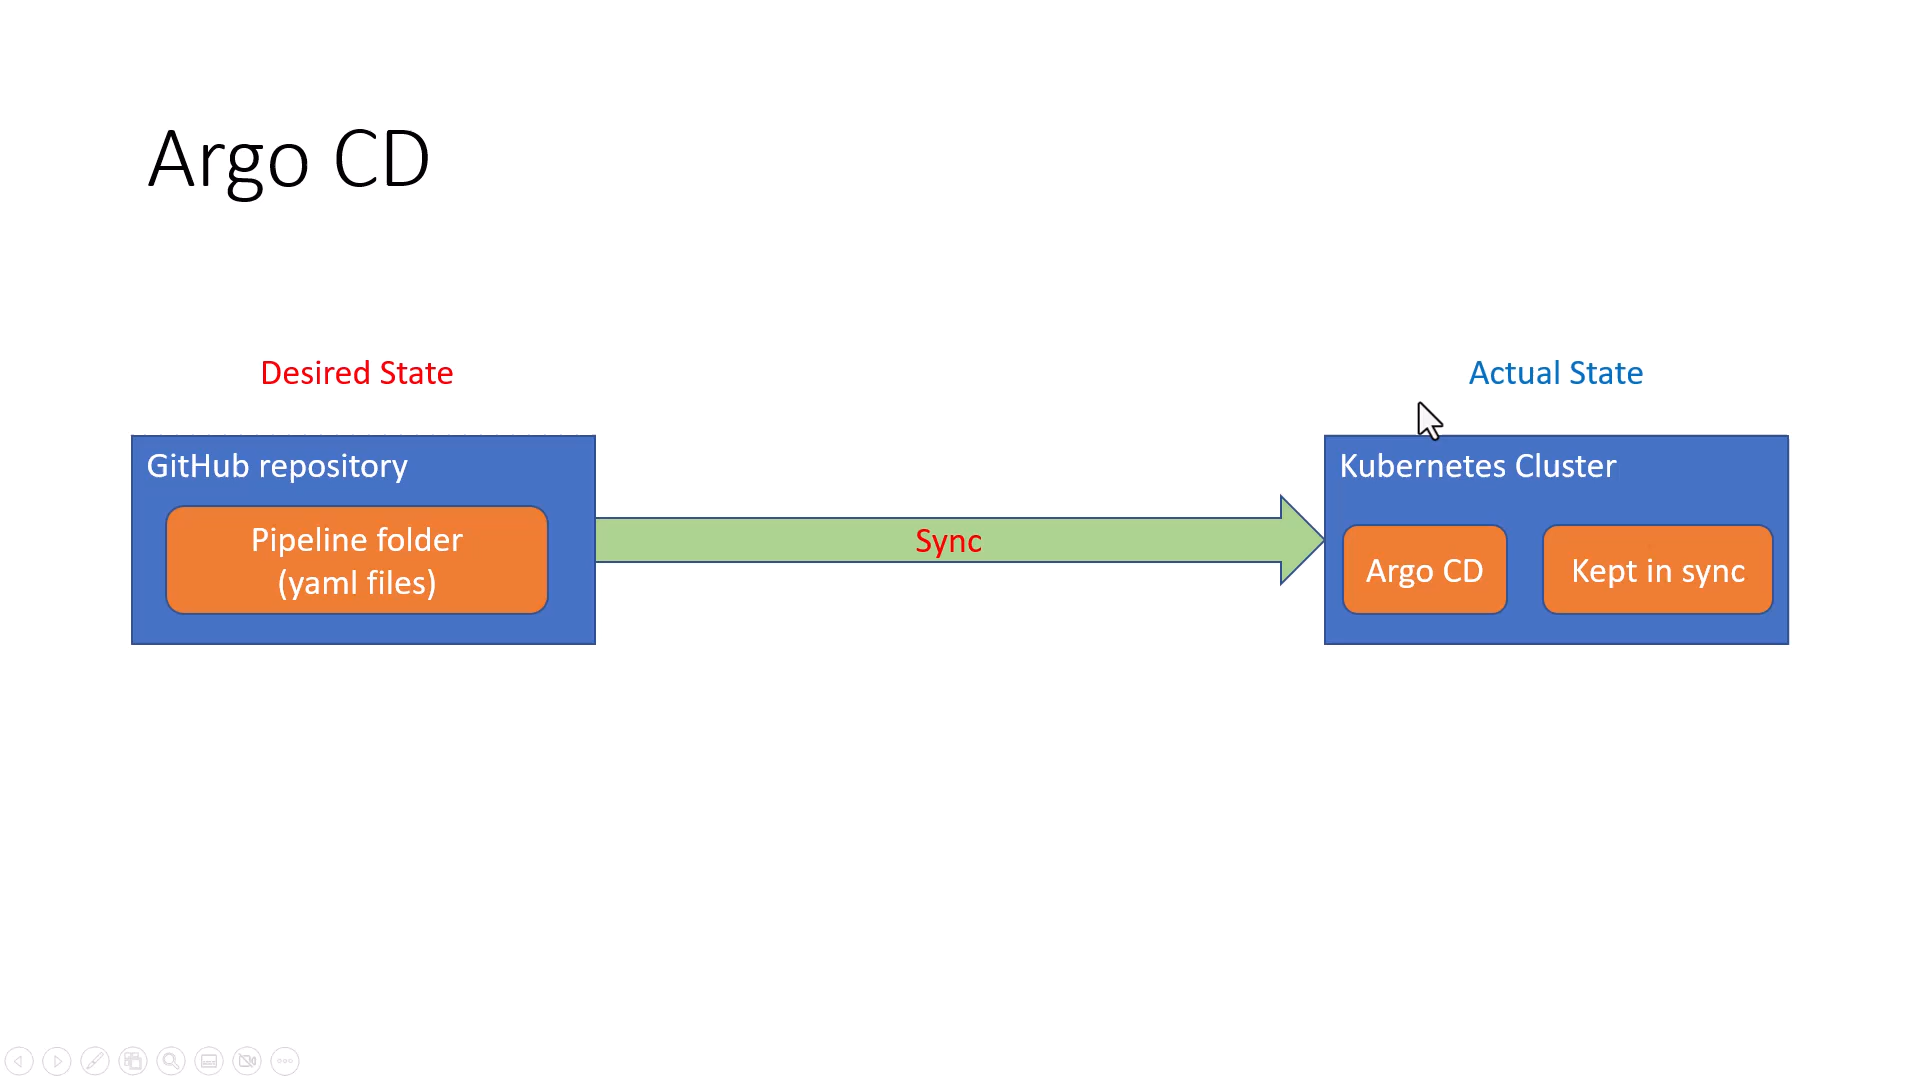 Argo CD
Desired State
Actual State
GitHub repository
Pipeline folder
(yaml files)
Sync
Kubernetes Cluster
Argo CD
Kept in sync